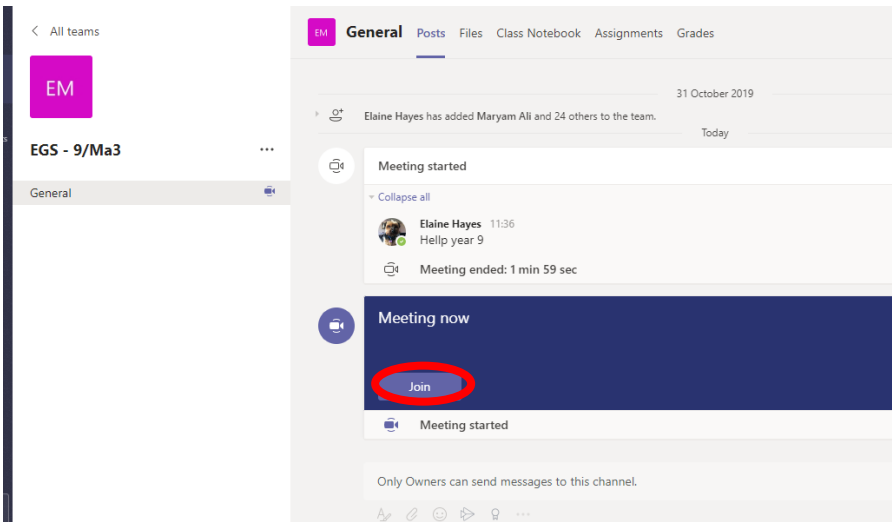 All teams
EM
EGS - 9/Ma3
...
General
EM General Posts Files Class Notebook Assignments Grades
31 October 2019
Elaine Hayes has added Maryam Ali and 24 others to the team.
Today
Meeting started
Collapse all
Elaine Hayes 11:36
Hellp year 9
Meeting ended: 1 min 59 sec
Meeting now
Join
Meeting started
Only Owners can send messages to this channel.